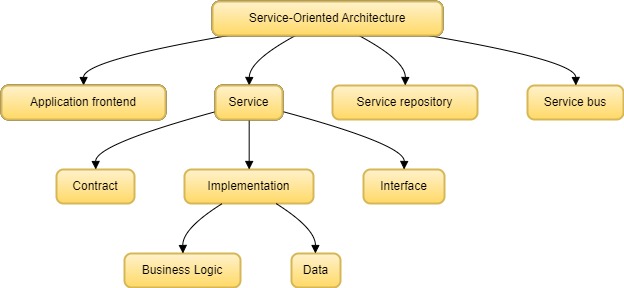 Service-Oriented Architecture
Application frontend
Service
Service repository
Service bus
Contract
Implementation
Interface
Business Logic
Data